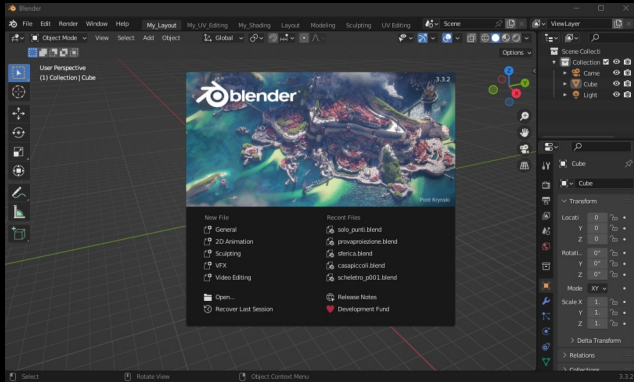 Blender
File Edit Render Window Help My_Layout My_UV_Editing My_Shading Layout Modeling Sculpting UV Editing Scene ViewLayer
Object Mode View Select Add Object Global
Options
User Perspective
(1) Collection | Cube
Scene Collecti
Collection
Came
Cube
Light
Z
Y
X
3.3.2
blender
Piotr Krynski
New File
General
2D Animation
Sculpting
VFX
Video Editing
Open...
Recover Last Session
Recent Files
solo_punti.blend
provaproiezione.blend
sferica.blend
casapiccoli.blend
scheletro_p001.blend
Release Notes
Development Fund
Cube
Cube
Transform
Locati 0
Y 0
Z 0
Rotati.. 0°
Y 0°
Z 0°
Mode XY
Scale X 1.
Y 1.
Z 1.
Delta Transform
Relations
Collections
Select Rotate View Object Context Menu 3.3.2